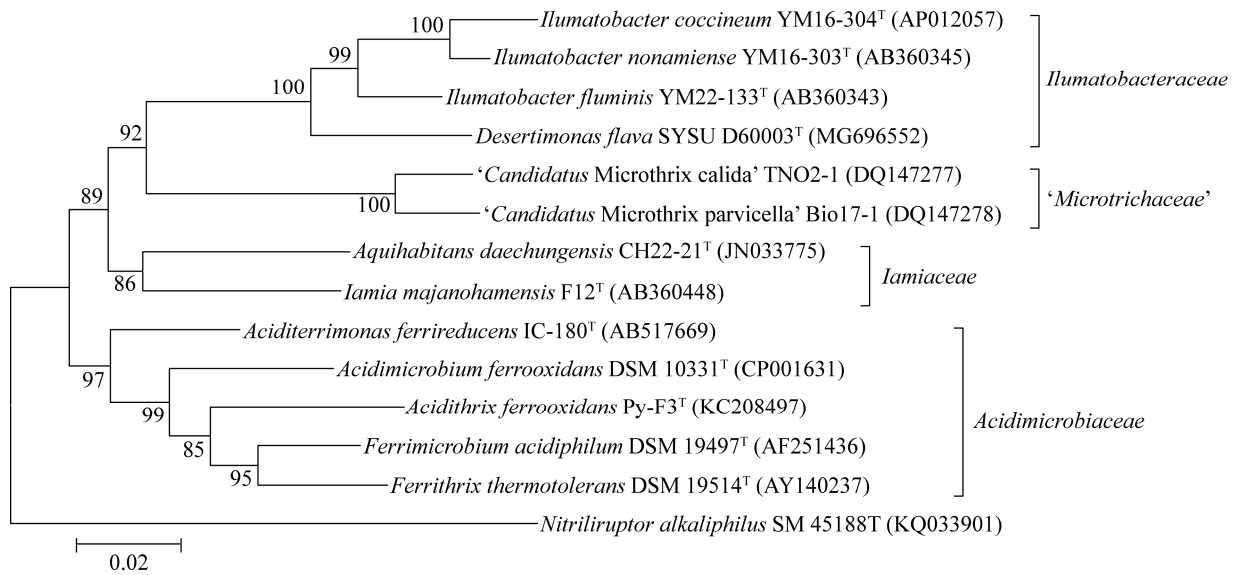 100 Ilumatobacter coccineum YM16-304ᵀ (AP012057)
99 Ilumatobacter nonamiense YM16-303ᵀ (AB360345)
Ilumatobacteraceae
100 Ilumatobacter fluminis YM22-133ᵀ (AB360343)
92 Desertimonas flava SYSU D60003ᵀ (MG696552)
‘Candidatus Microthrix calida’ TNO2-1 (DQ147277)
89 100 ‘Candidatus Microthrix parvicella’ Bio17-1 (DQ147278)
‘Microtrichaceae’
Aquihabitans daechungensis CH22-21ᵀ (JN033775)
86 Iamia majanohamensis F12ᵀ (AB360448)
Iamiaceae
Aciditerrimonas ferrireducens IC-180ᵀ (AB517669)
97 Acidimicrobium ferrooxidans DSM 10331ᵀ (CP001631)
99 Acidithrix ferrooxidans Py-F3ᵀ (KC208497)
Acidimicrobiaceae
85 Ferrimicrobium acidiphilum DSM 19497ᵀ (AF251436)
95 Ferrithrix thermotolerans DSM 19514ᵀ (AY140237)
Nitriliruptor alkaliphilus SM 45188T (KQ033901)
0.02